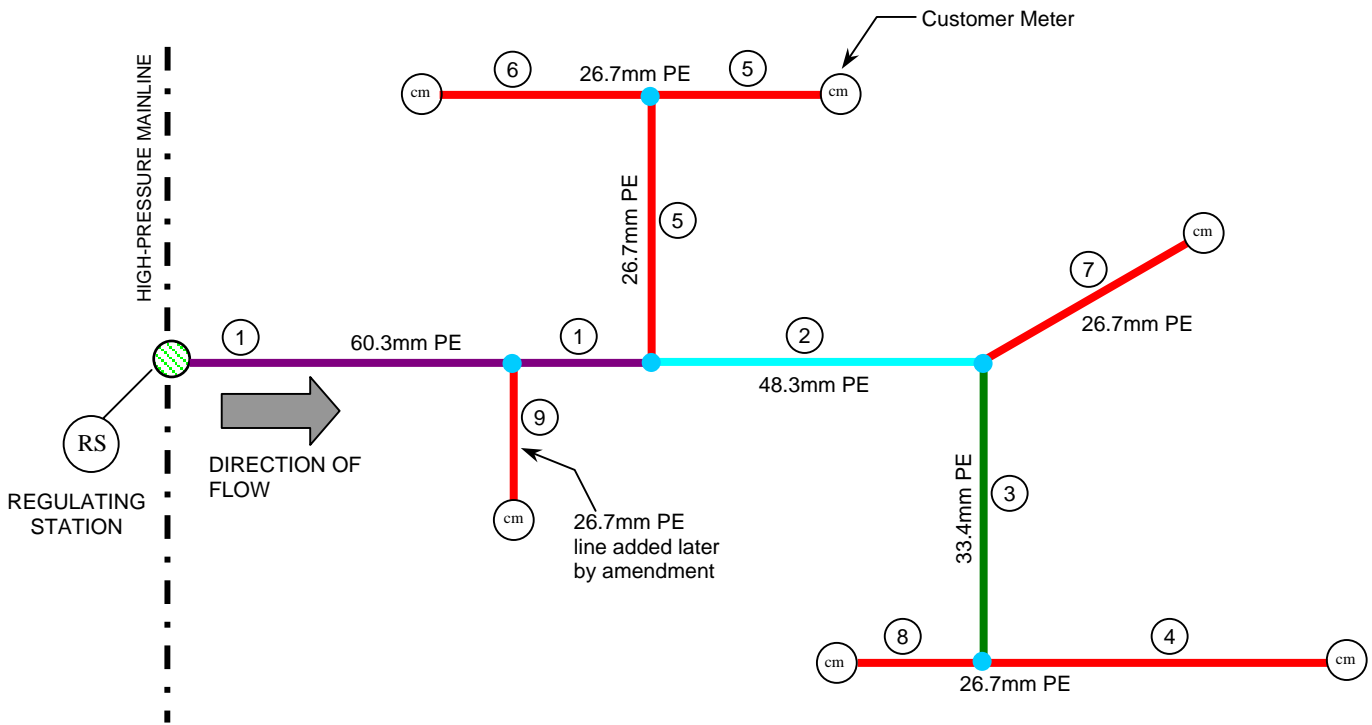 Customer Meter
HIGH-PRESSURE MAINLINE
6
26.7mm PE
5
cm
cm
26.7mm PE
5
cm
7
26.7mm PE
1
60.3mm PE
1
2
48.3mm PE
RS
REGULATING
STATION
DIRECTION OF
FLOW
9
cm
26.7mm PE
line added later
by amendment
33.4mm PE
3
cm
8
4
cm
26.7mm PE